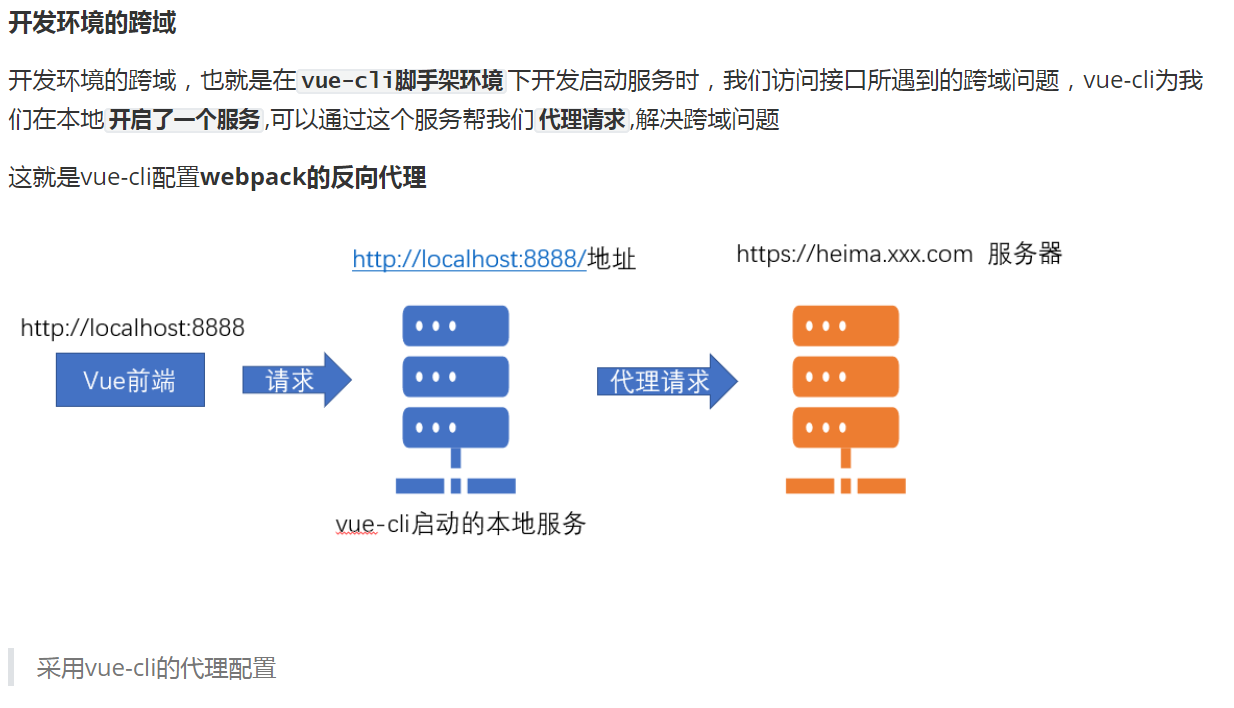 开发环境的跨域
开发环境的跨域，也就是在vue-cli脚手架环境下开发启动服务时，我们访问接口所遇到的跨域问题，vue-cli为我
们在本地开启了一个服务,可以通过这个服务帮我们代理请求,解决跨域问题
这就是vue-cli配置webpack的反向代理
http://localhost:8888/地址
https://heima.xxx.com 服务器
http://localhost:8888
Vue前端
请求
代理请求
vue-cli启动的本地服务
采用vue-cli的代理配置